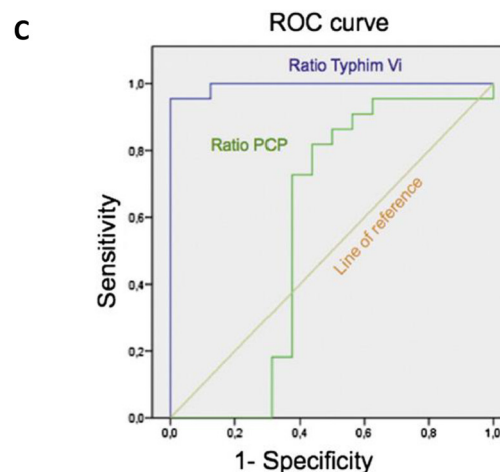 C
ROC curve
Ratio Typhim Vi
Ratio PCP
Line of reference
Sensitivity
1,0
0,8
0,6
0,4
0,2
0,0
0,0 0,2 0,4 0,6 0,8 1,0
1- Specificity